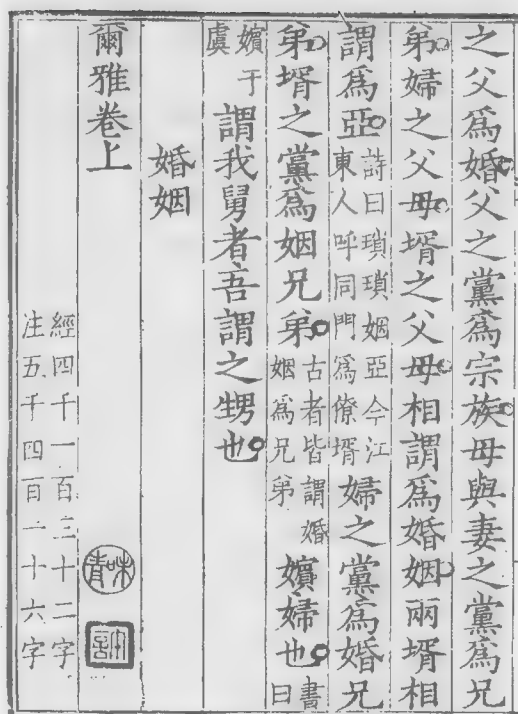 之父爲婚父之黨爲宗族母與妻之黨爲兄
弟婦之父母壻之父母相謂爲婚姻兩壻相
謂爲亞詩曰瑣瑣姻亞今江東人呼同門爲僚壻婦之黨爲婚兄
弟壻之黨爲姻兄弟古者皆謂婚姻爲兄弟嬪婦也書曰
嬪于虞謂我舅者吾謂之甥也
婚姻
爾雅卷上
經四千一百三十二字
注五千四百一十六字